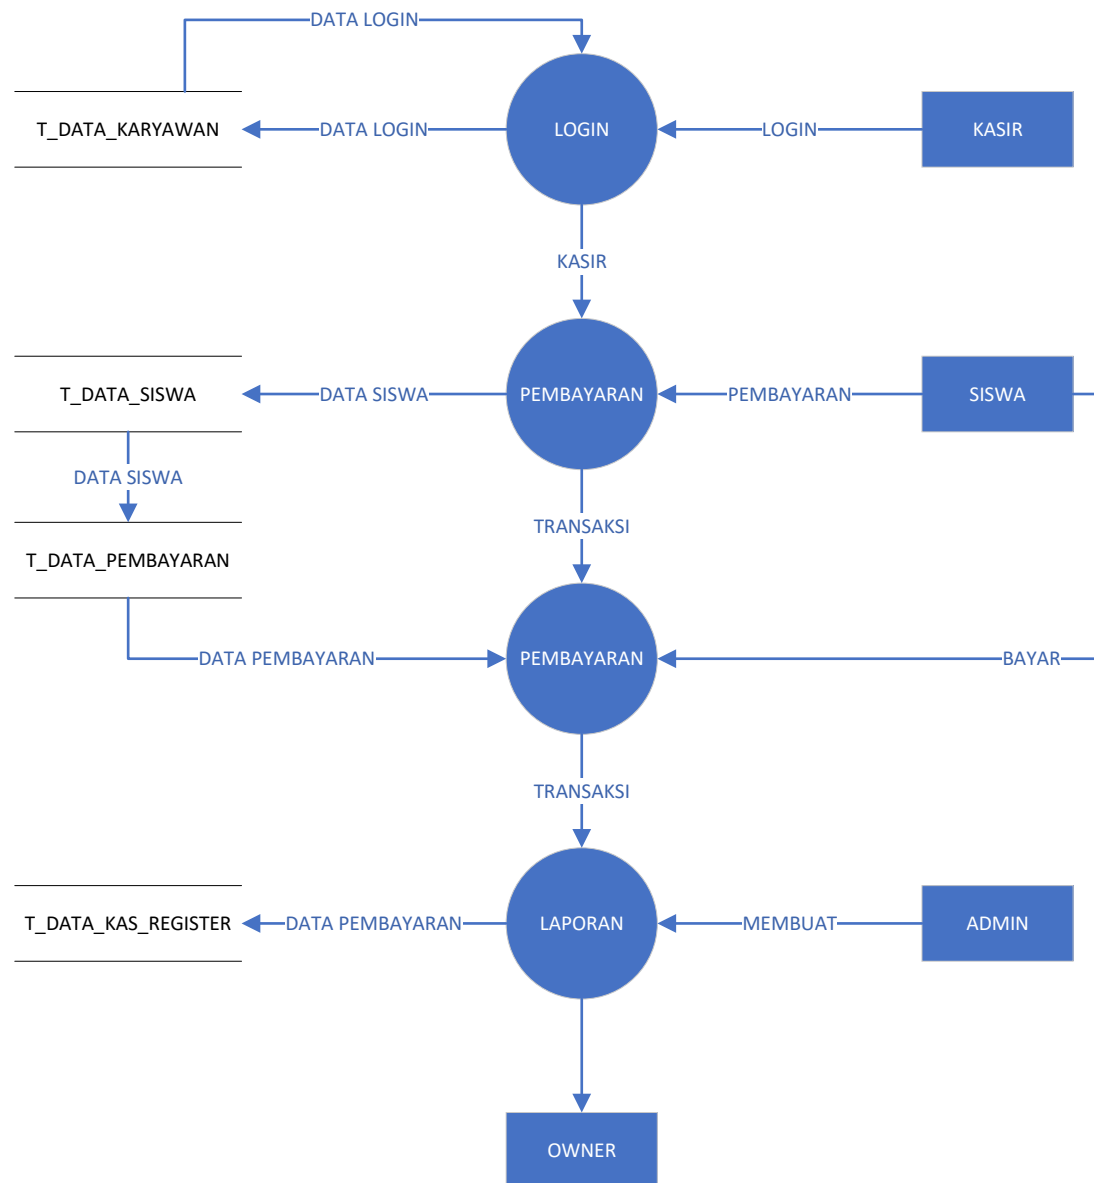 DATA LOGIN
T_DATA_KARYAWAN
DATA LOGIN
LOGIN
LOGIN
KASIR
KASIR
T_DATA_SISWA
DATA SISWA
PEMBAYARAN
PEMBAYARAN
SISWA
DATA SISWA
TRANSAKSI
T_DATA_PEMBAYARAN
DATA PEMBAYARAN
PEMBAYARAN
BAYAR
TRANSAKSI
T_DATA_KAS_REGISTER
DATA PEMBAYARAN
LAPORAN
MEMBUAT
ADMIN
OWNER